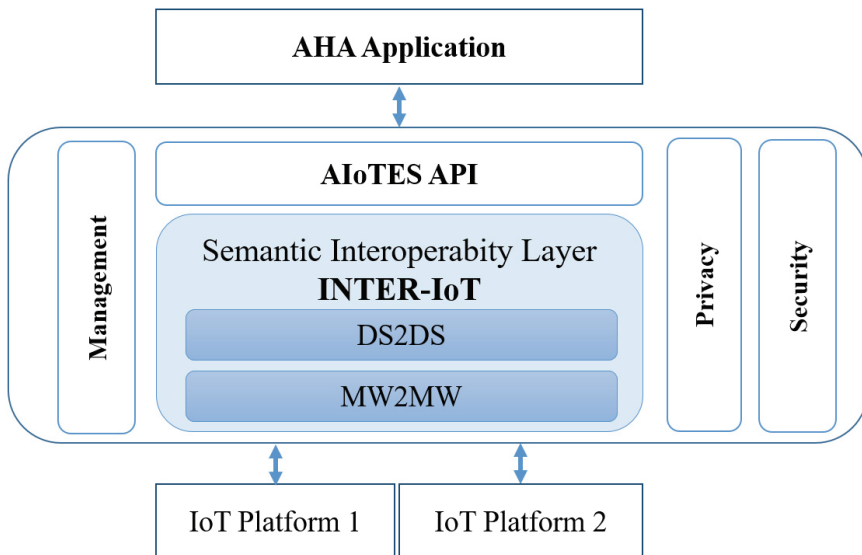 AHA Application
AIoTES API
Management
Semantic Interoperabity Layer
INTER-IoT
DS2DS
MW2MW
Privacy
Security
IoT Platform 1
IoT Platform 2